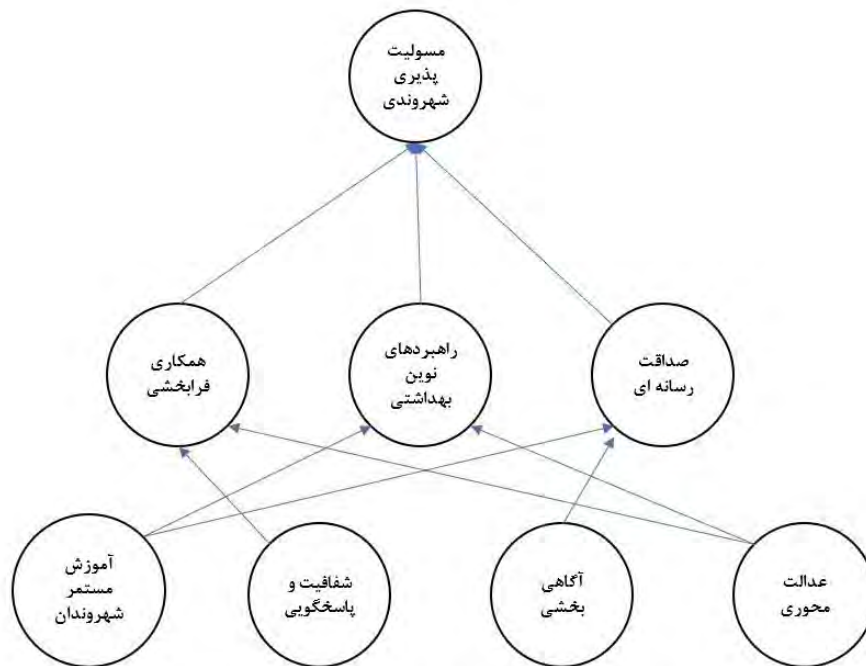 مسولیت
پذیری
شهروندی
صداقت
رسانه ای
راهبردهای
نوین
بهداشتی
همکاری
فرابخشی
عدالت
محوری
آگاهی
بخشی
شفافیت و
پاسخگویی
آموزش
مستمر
شهروندان